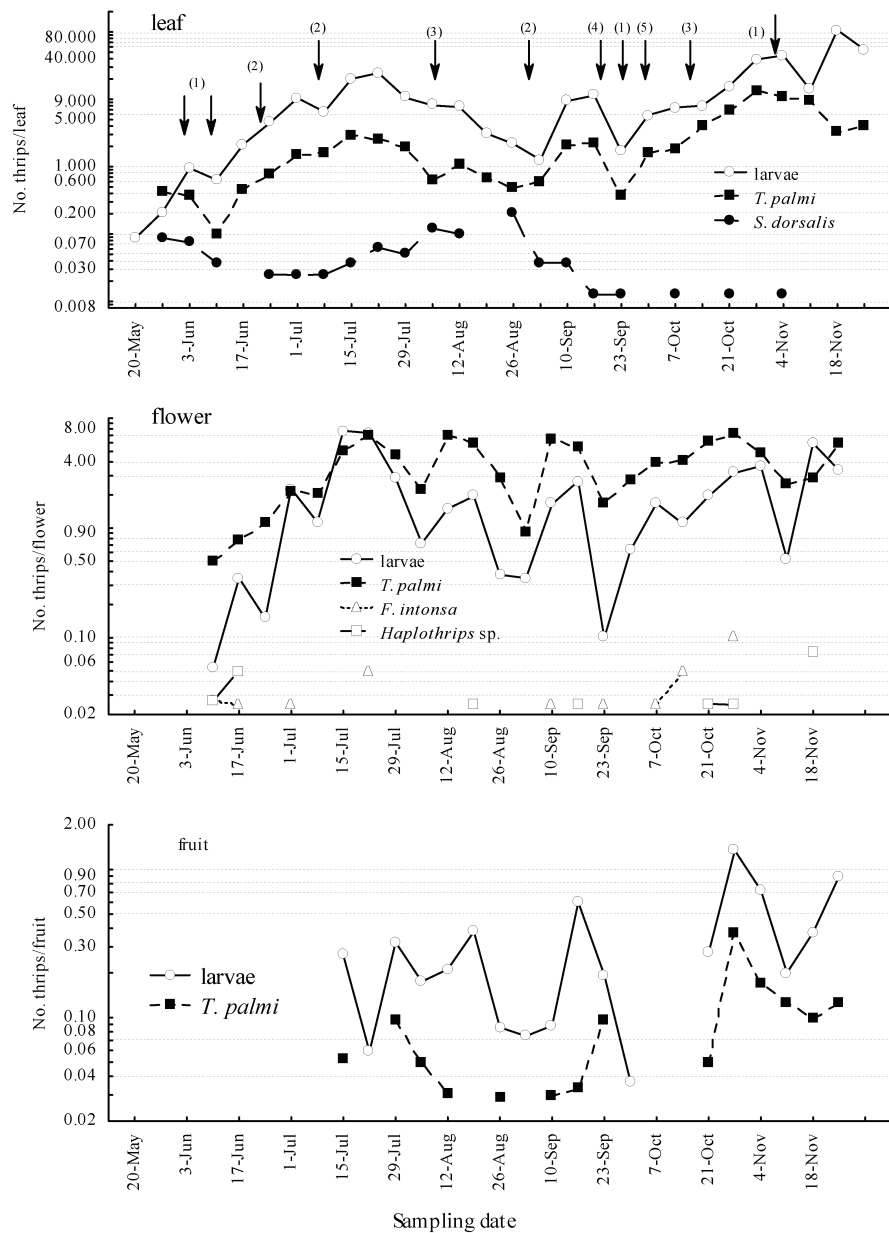 leaf
(1) (2) (2) (3) (2) (4) (1) (5) (3) (1)
80.000
40.000
9.000
5.000
1.000
0.600
0.200
0.070
0.030
0.008
No. thrips/leaf
larvae
T. palmi
S. dorsalis
20-May 3-Jun 17-Jun 1-Jul 15-Jul 29-Jul 12-Aug 26-Aug 10-Sep 23-Sep 7-Oct 21-Oct 4-Nov 18-Nov
flower
8.00
4.00
0.90
0.50
0.10
0.06
0.02
No. thrips/flower
larvae
T. palmi
F. intonsa
Haplothrips sp.
20-May 3-Jun 17-Jun 1-Jul 15-Jul 29-Jul 12-Aug 26-Aug 10-Sep 23-Sep 7-Oct 21-Oct 4-Nov 18-Nov
fruit
2.00
0.90
0.70
0.50
0.30
0.10
0.08
0.06
0.04
0.02
No. thrips/fruit
larvae
T. palmi
20-May 3-Jun 17-Jun 1-Jul 15-Jul 29-Jul 12-Aug 26-Aug 10-Sep 23-Sep 7-Oct 21-Oct 4-Nov 18-Nov
Sampling date